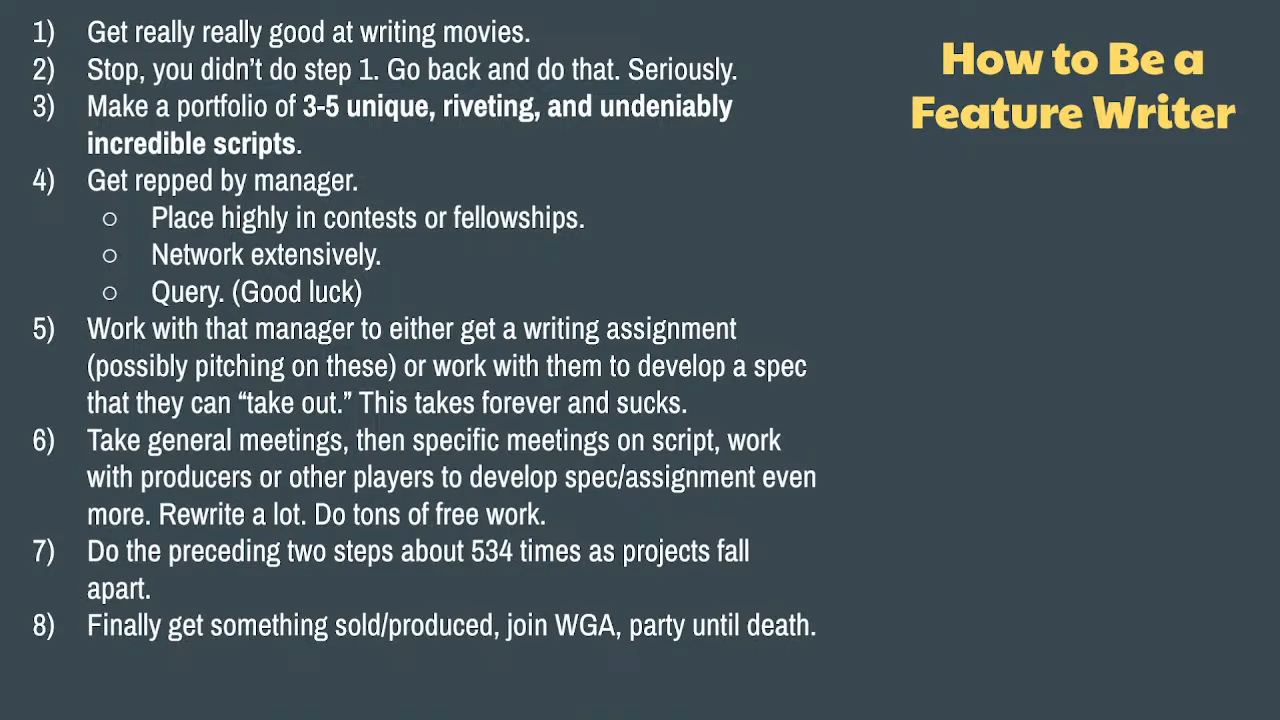 How to Be a
Feature Writer
1) Get really really good at writing movies.
2) Stop, you didn’t do step 1. Go back and do that. Seriously.
3) Make a portfolio of 3-5 unique, riveting, and undeniably
incredible scripts.
4) Get repped by manager.
○ Place highly in contests or fellowships.
○ Network extensively.
○ Query. (Good luck)
5) Work with that manager to either get a writing assignment
(possibly pitching on these) or work with them to develop a spec
that they can “take out.” This takes forever and sucks.
6) Take general meetings, then specific meetings on script, work
with producers or other players to develop spec/assignment even
more. Rewrite a lot. Do tons of free work.
7) Do the preceding two steps about 534 times as projects fall
apart.
8) Finally get something sold/produced, join WGA, party until death.